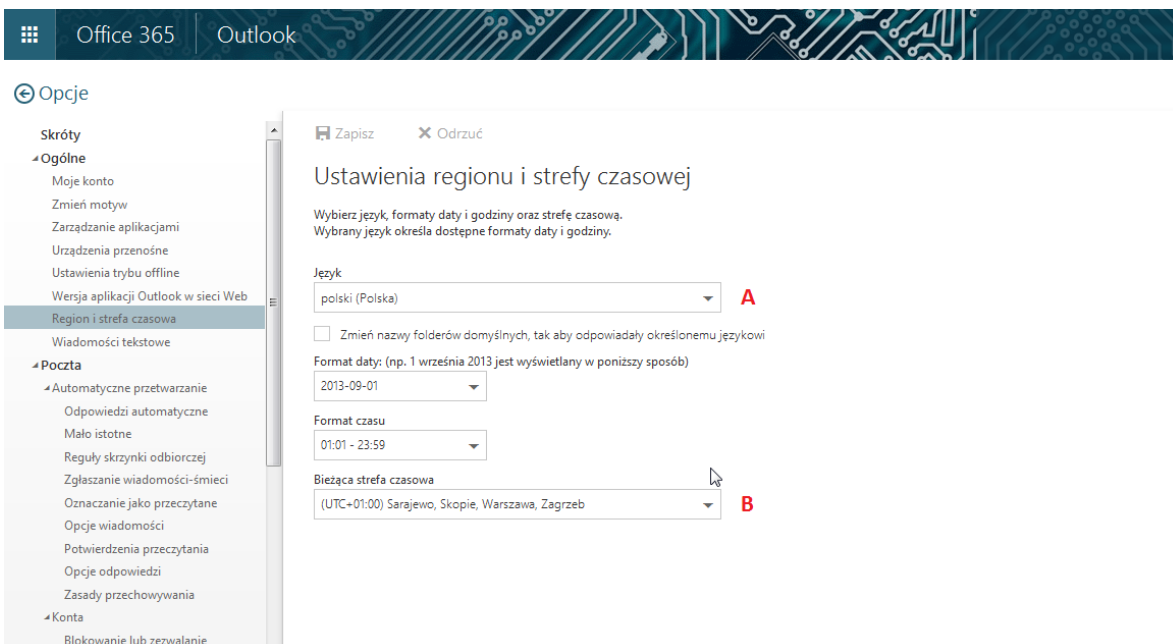 Office 365
Outlook
Opcje
Skróty
Ogólne
Moje konto
Zmień motyw
Zarządzanie aplikacjami
Urządzenia przenośne
Ustawienia trybu offline
Wersja aplikacji Outlook w sieci Web
Region i strefa czasowa
Wiadomości tekstowe
Poczta
Automatyczne przetwarzanie
Odpowiedzi automatyczne
Mało istotne
Reguły skrzynki odbiorczej
Zgłaszanie wiadomości-śmieci
Oznaczanie jako przeczytane
Opcje wiadomości
Potwierdzenia przeczytania
Opcje odpowiedzi
Zasady przechowywania
Konta
Blokowanie lub zezwalanie
Zapisz
Odrzuć
Ustawienia regionu i strefy czasowej
Wybierz język, formaty daty i godziny oraz strefę czasową.
Wybrany język określa dostępne formaty daty i godziny.
Język
polski (Polska)
A
Zmień nazwy folderów domyślnych, tak aby odpowiadały określonemu językowi
Format daty: (np. 1 września 2013 jest wyświetlany w poniższy sposób)
2013-09-01
Format czasu
01:01 - 23:59
Bieżąca strefa czasowa
(UTC+01:00) Sarajewo, Skopie, Warszawa, Zagrzeb
B